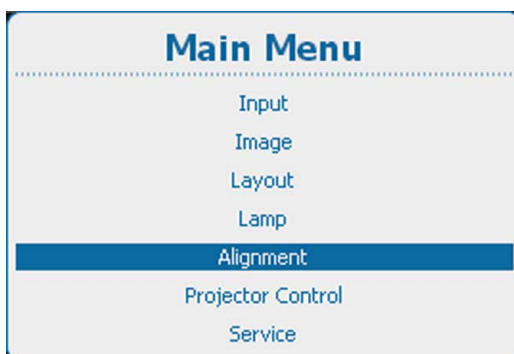 Main Menu
Input
Image
Layout
Lamp
Alignment
Projector Control
Service